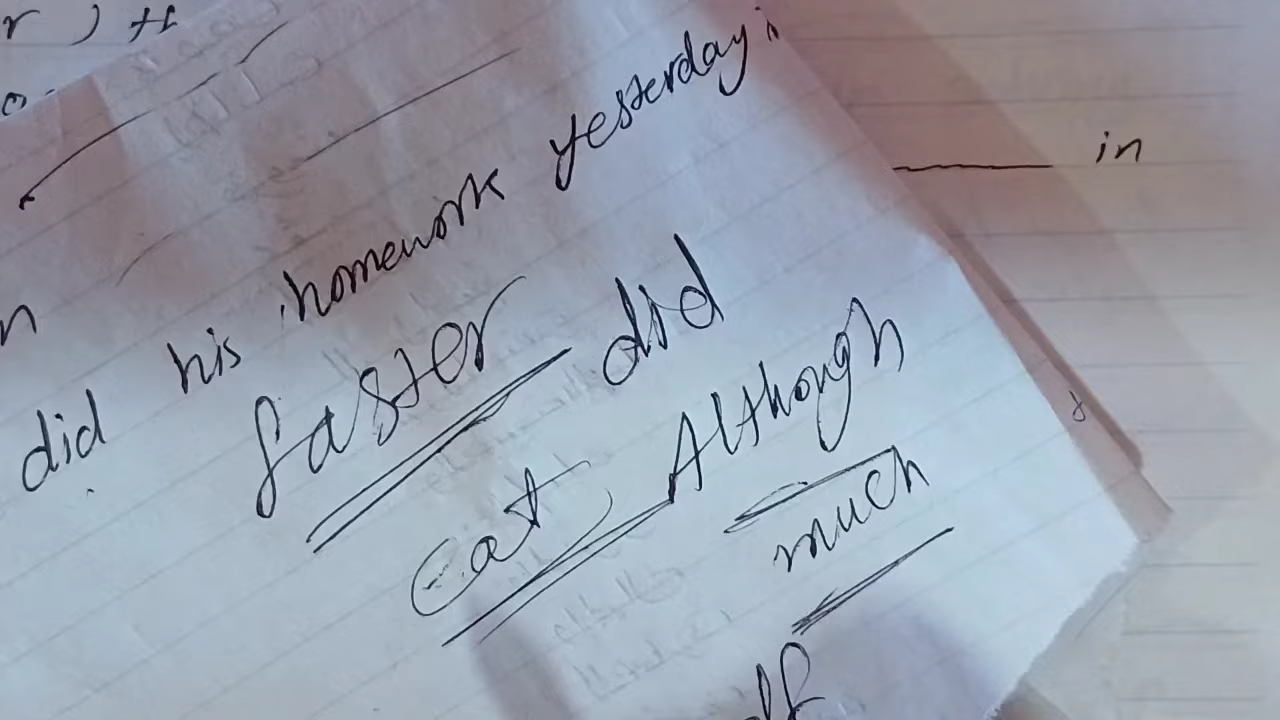 in
did his homework yesterday.
faster did
eat Although
much